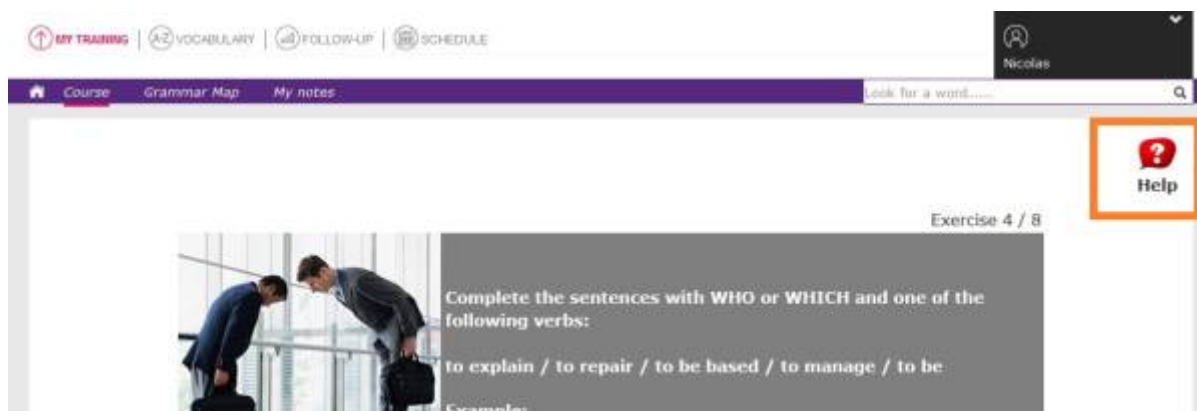 MY TRAINING | A-Z VOCABULARY | FOLLOW-UP | SCHEDULE
Nicolas
Course Grammar Map My notes Look for a word......
?
Help
Exercise 4 / 8
Complete the sentences with WHO or WHICH and one of the
following verbs:
to explain / to repair / to be based / to manage / to be
Example: